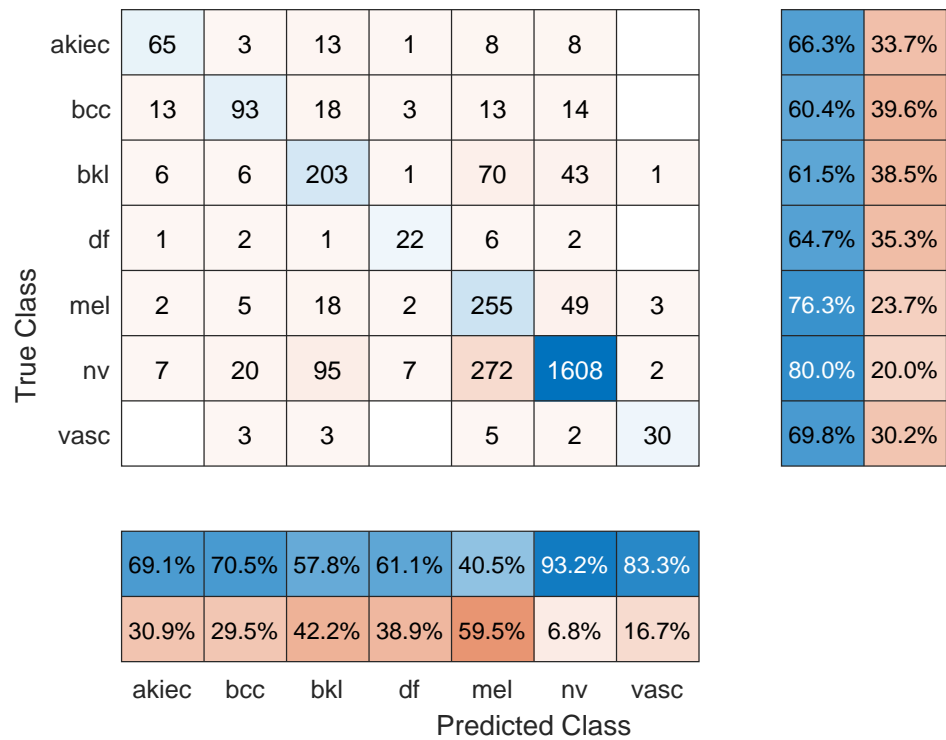 akiec 65 3 13 1 8 8 66.3% 33.7%
bcc 13 93 18 3 13 14 60.4% 39.6%
bkl 6 6 203 1 70 43 1 61.5% 38.5%
df 1 2 1 22 6 2 64.7% 35.3%
mel 2 5 18 2 255 49 3 76.3% 23.7%
nv 7 20 95 7 272 1608 2 80.0% 20.0%
vasc 3 3 5 2 30 69.8% 30.2%
True Class
69.1% 70.5% 57.8% 61.1% 40.5% 93.2% 83.3%
30.9% 29.5% 42.2% 38.9% 59.5% 6.8% 16.7%
akiec bcc bkl df mel nv vasc
Predicted Class